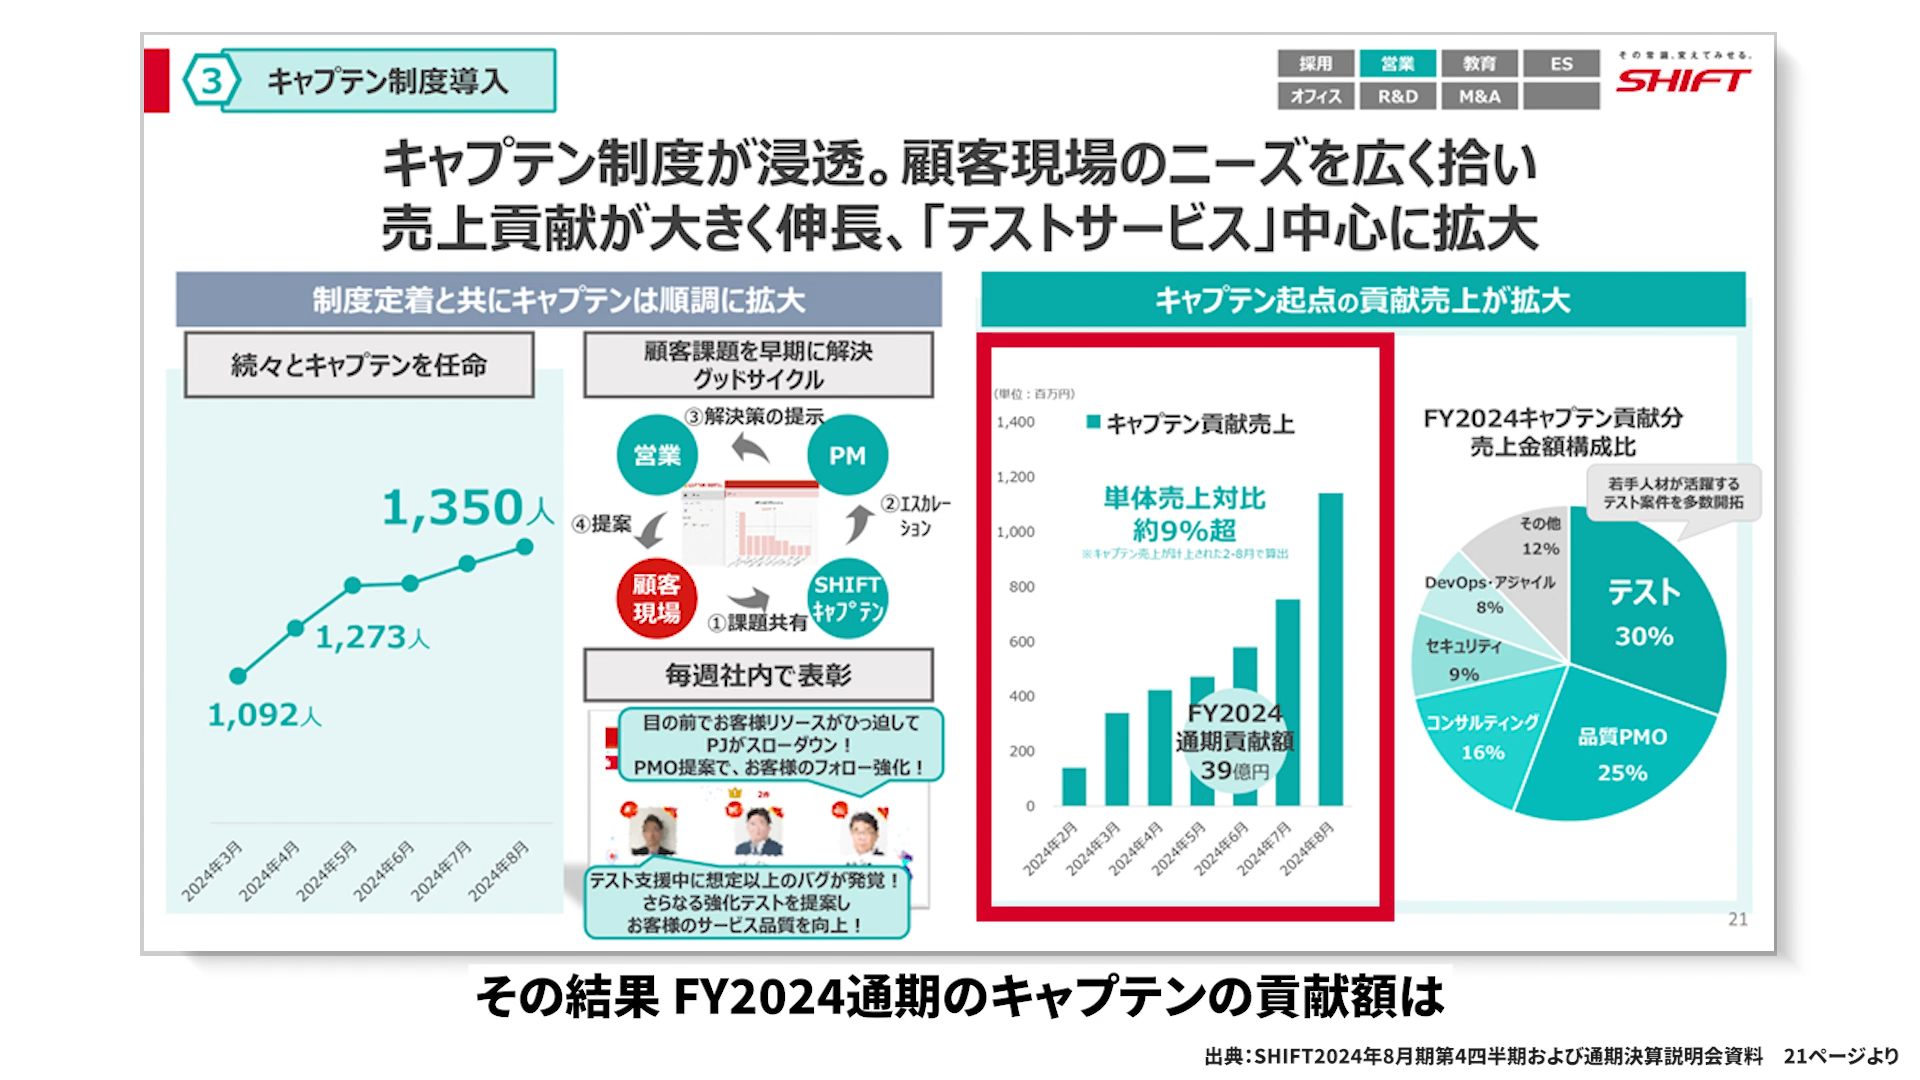 3
キャプテン制度導入
採用
営業
教育
ES
オフィス
R&D
M&A
その常識、変えてみせる。
SHIFT
キャプテン制度が浸透。顧客現場のニーズを広く拾い
売上貢献が大きく伸長、「テストサービス」中心に拡大
制度定着と共にキャプテンは順調に拡大
続々とキャプテンを任命
1,350人
1,273人
1,092人
2024年3月
2024年4月
2024年5月
2024年6月
2024年7月
2024年8月
顧客課題を早期に解決
グッドサイクル
③解決策の提示
営業
PM
②エスカレー
ション
④提案
顧客
現場
SHIFT
キャプテン
①課題共有
毎週社内で表彰
目の前でお客様リソースがひっ迫して
PJがスローダウン！
PMO提案で、お客様のフォロー強化！
テスト支援中に想定以上のバグが発覚！
さらなる強化テストを提案し
お客様のサービス品質を向上！
キャプテン起点の貢献売上が拡大
（単位：百万円）
キャプテン貢献売上
1,400
1,200
1,000
800
600
400
200
0
単体売上対比
約9%超
※キャプテン売上が計上された2-8月で算出
FY2024
通期貢献額
39億円
2024年2月
2024年3月
2024年4月
2024年5月
2024年6月
2024年7月
2024年8月
FY2024キャプテン貢献分
売上金額構成比
若手人材が活躍する
テスト案件を多数開拓
テスト
30%
品質PMO
25%
コンサルティング
16%
セキュリティ
9%
DevOps・アジャイル
8%
その他
12%
21
その結果 FY2024通期のキャプテンの貢献額は
出典：SHIFT2024年8月期第4四半期および通期決算説明会資料　21ページより